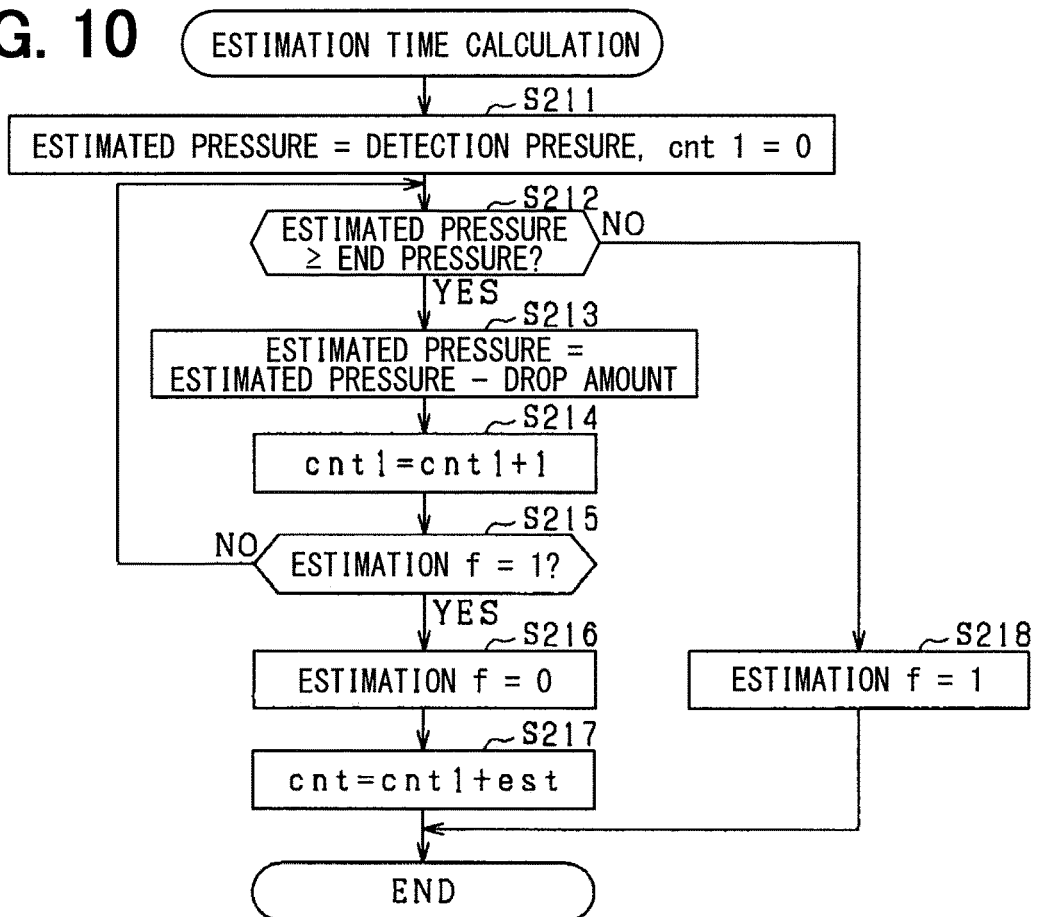 G. 10
ESTIMATION TIME CALCULATION
S211
ESTIMATED PRESSURE = DETECTION PRESURE, cnt 1 = 0
S212
ESTIMATED PRESSURE
≥ END PRESSURE?
NO
YES
S213
ESTIMATED PRESSURE =
ESTIMATED PRESSURE - DROP AMOUNT
S214
cnt1=cnt1+1
S215
NO
ESTIMATION f = 1?
YES
S216
ESTIMATION f = 0
S218
ESTIMATION f = 1
S217
cnt=cnt1+est
END